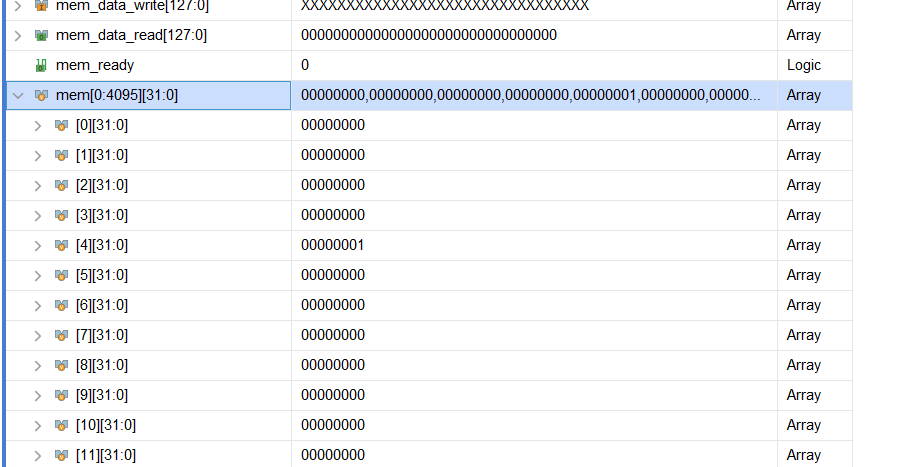 mem_data_write[127:0] XXXXXXXXXXXXXXXXXXXXXXXXXXXXXXXX Array
mem_data_read[127:0] 00000000000000000000000000000000 Array
mem_ready 0 Logic
mem[0:4095][31:0] 00000000,00000000,00000000,00000000,00000001,00000000,00000... Array
[0][31:0] 00000000 Array
[1][31:0] 00000000 Array
[2][31:0] 00000000 Array
[3][31:0] 00000000 Array
[4][31:0] 00000001 Array
[5][31:0] 00000000 Array
[6][31:0] 00000000 Array
[7][31:0] 00000000 Array
[8][31:0] 00000000 Array
[9][31:0] 00000000 Array
[10][31:0] 00000000 Array
[11][31:0] 00000000 Array